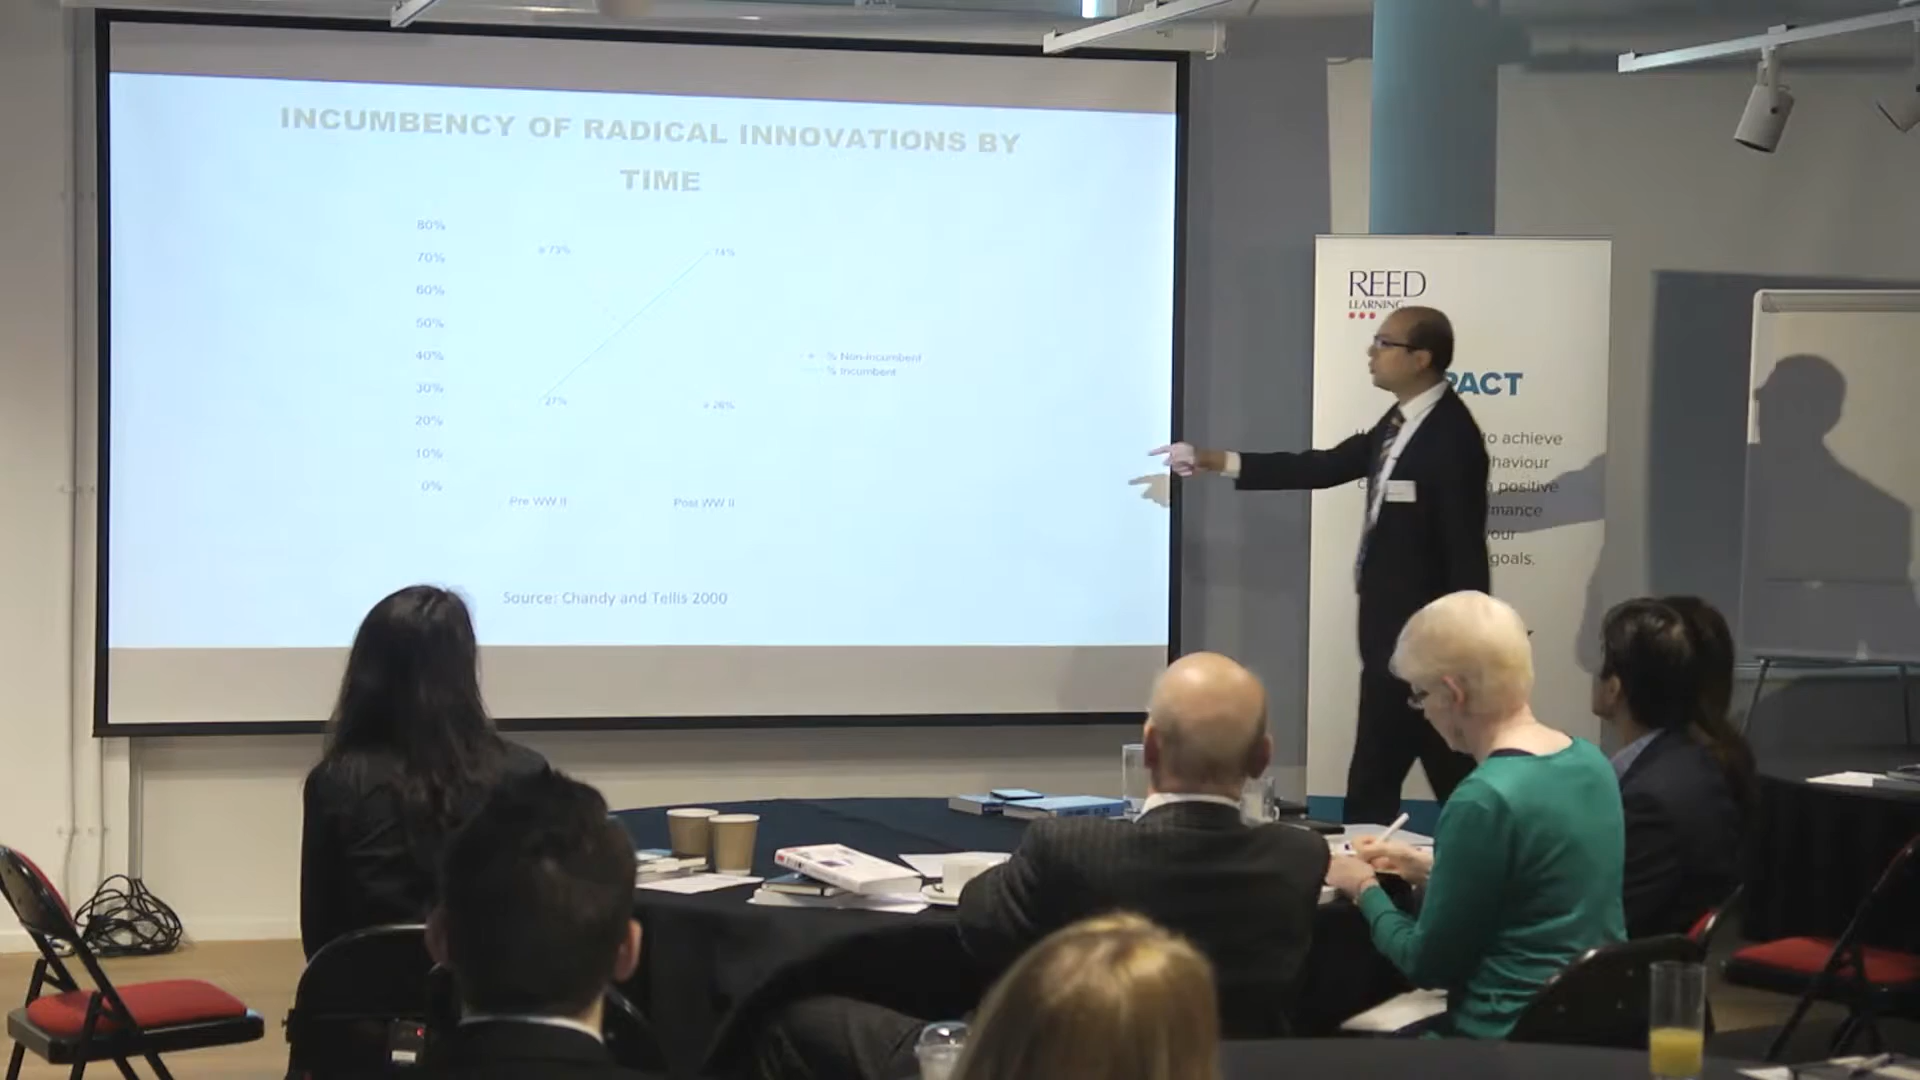 INCUMBENCY OF RADICAL INNOVATIONS BY
TIME
80%
70%
60%
50%
40%
30%
20%
10%
0%
73%
74%
27%
26%
Pre WW II
Post WW II
% Non-incumbent
% Incumbent
Source: Chandy and Tellis 2000
REED
LEARNING
PACT
to achieve
haviour
a positive
mance
your
goals.